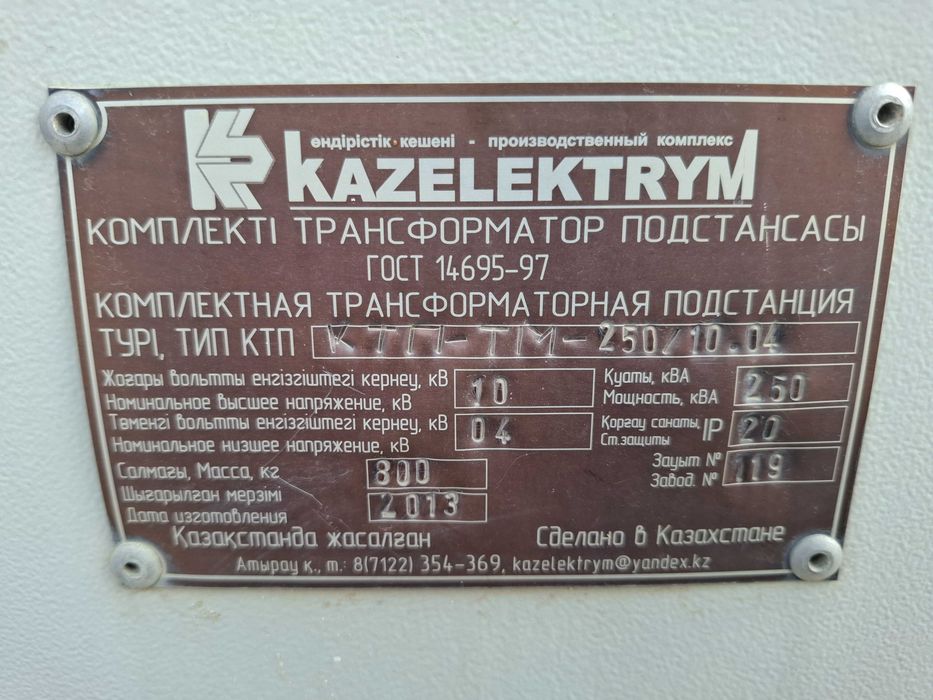 өндірістік кешені - производственный комплекс
KAZELEKTRYM
КОМПЛЕКТІ ТРАНСФОРМАТОР ПОДСТАНСАСЫ
ГОСТ 14695-97
КОМПЛЕКТНАЯ ТРАНСФОРМАТОРНАЯ ПОДСТАНЦИЯ
ТҮРІ, ТИП КТП КТП-ТМ-250/10.04
Жоғары вольтты енгізгіштегі кернеу, кВ
Номинальное высшее напряжение, кВ
10
Төменгі вольтты енгізгіштегі кернеу, кВ
Номинальное низшее напряжение, кВ
04
Салмағы, Масса, кг 800
Шығарылған мерзімі
Дата изготовления
2013
Қуаты, кВА
Мощность, кВА
250
Қорғау санаты,
Ст.защиты
IP 20
Зауыт №
Завод. №
119
Қазақстанда жасалған Сделано в Казахстане
Атырау қ., т.: 8(7122) 354-369, kazelektrym@yandex.kz